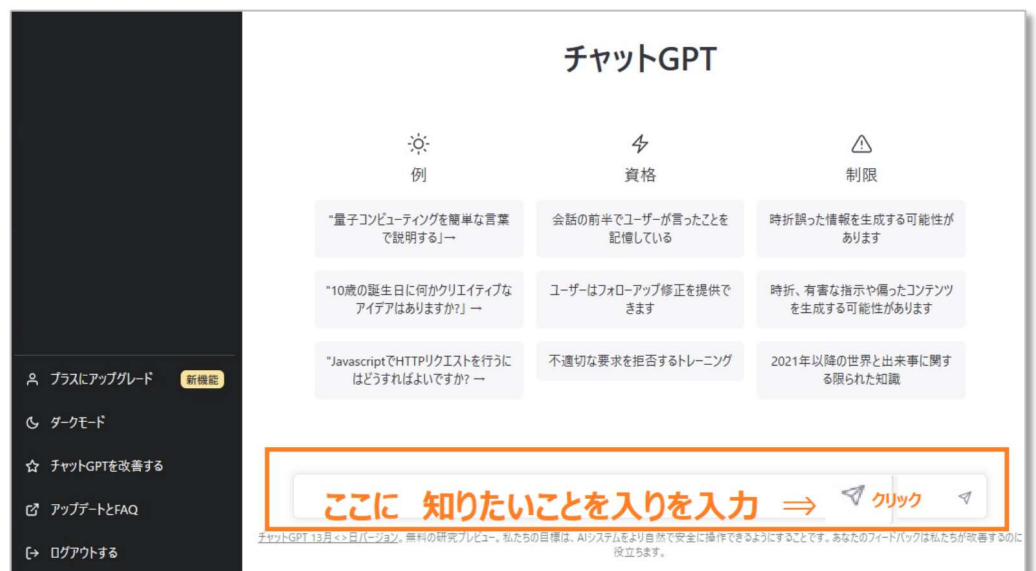 チャットGPT
例
資格
制限
"量子コンピューティングを簡単な言葉
で説明する」→
会話の前半でユーザーが言ったことを
記憶している
時折誤った情報を生成する可能性が
あります
"10歳の誕生日に何かクリエイティブな
アイデアはありますか?」 →
ユーザーはフォローアップ修正を提供で
きます
時折、有害な指示や偏ったコンテンツ
を生成する可能性があります
"JavascriptでHTTPリクエストを行うに
はどうすればよいですか? →
不適切な要求を拒否するトレーニング
2021年以降の世界と出来事に関す
る限られた知識
プラスにアップグレード 新機能
ダークモード
チャットGPTを改善する
アップデートとFAQ
ログアウトする
ここに 知りたいことを入りを入力 ⇒ クリック
チャットGPT 13月<>日バージョン。無料の研究プレビュー。私たちの目標は、AIシステムをより自然で安全に操作できるようにすることです。あなたのフィードバックは私たちが改善するのに
役立ちます。